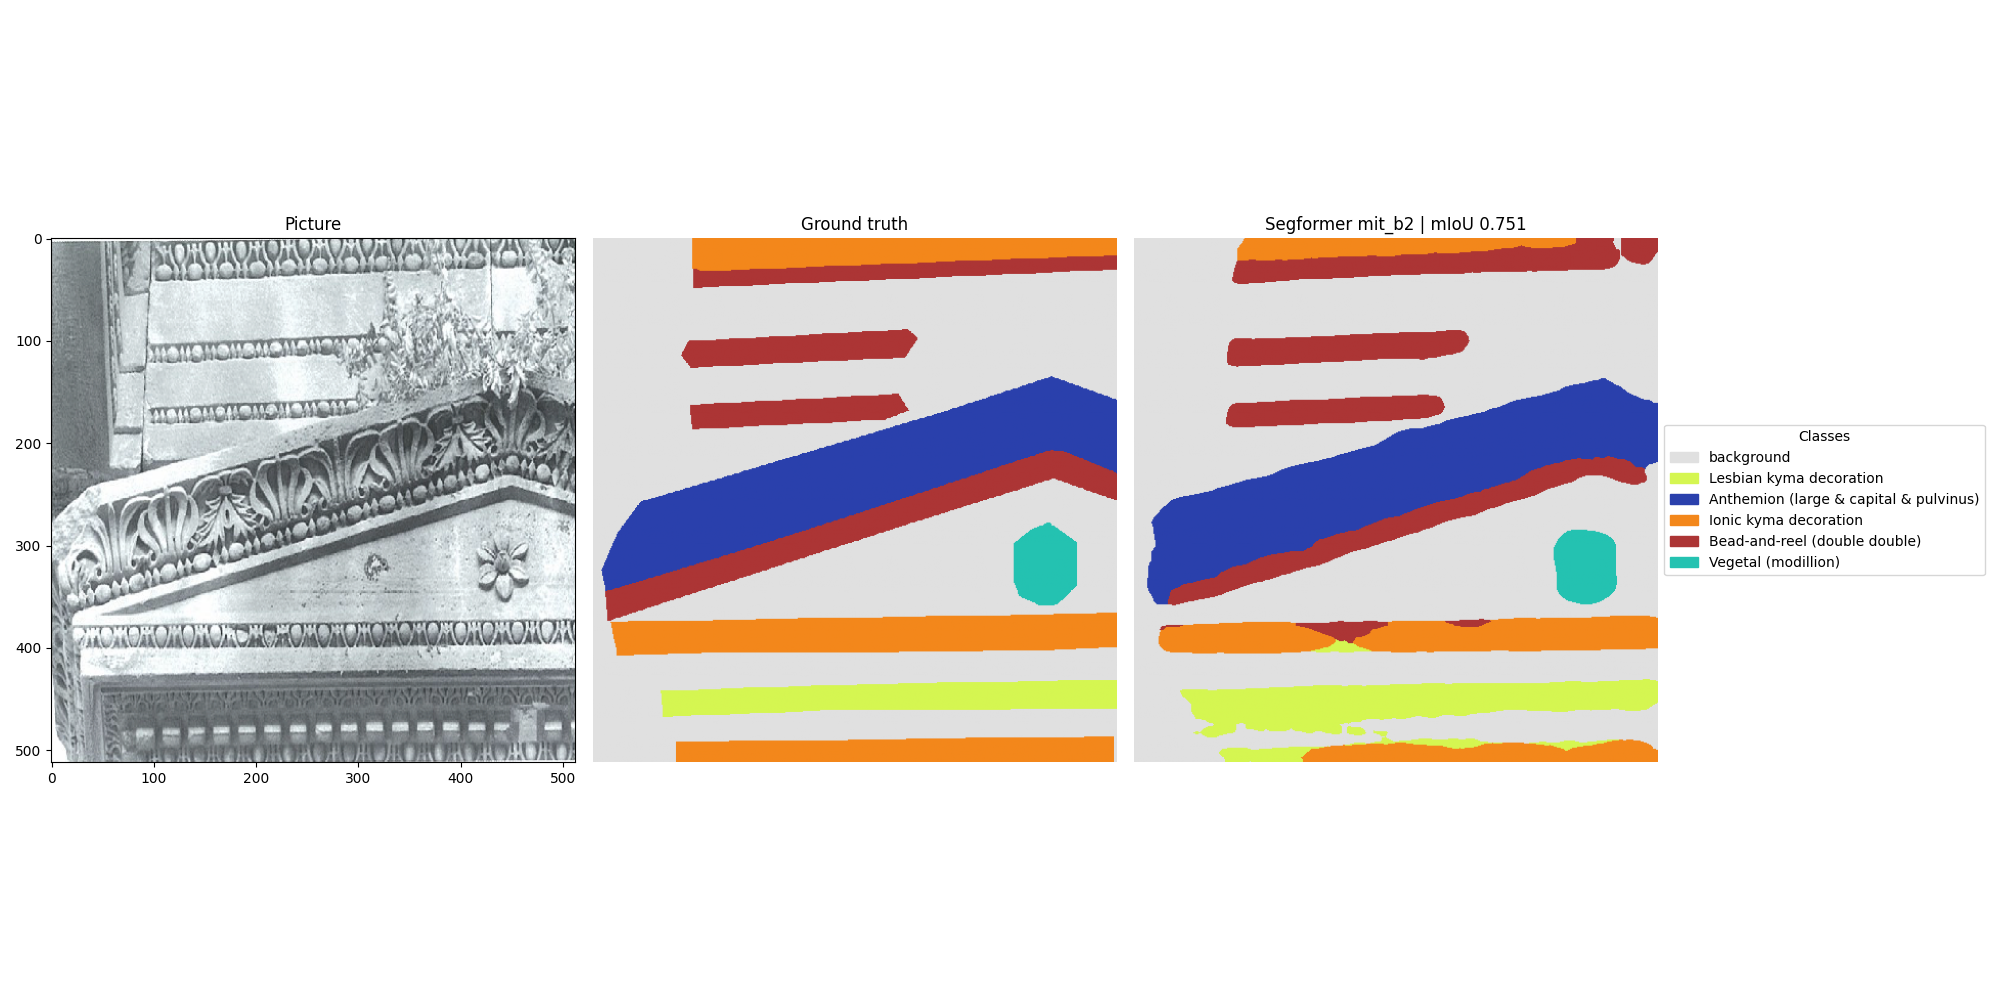 Picture
Ground truth
Segformer mit_b2 | mIoU 0.751
0
100
200
300
400
500
0
100
200
300
400
500
Classes
background
Lesbian kyma decoration
Anthemion (large & capital & pulvinus)
Ionic kyma decoration
Bead-and-reel (double double)
Vegetal (modillion)